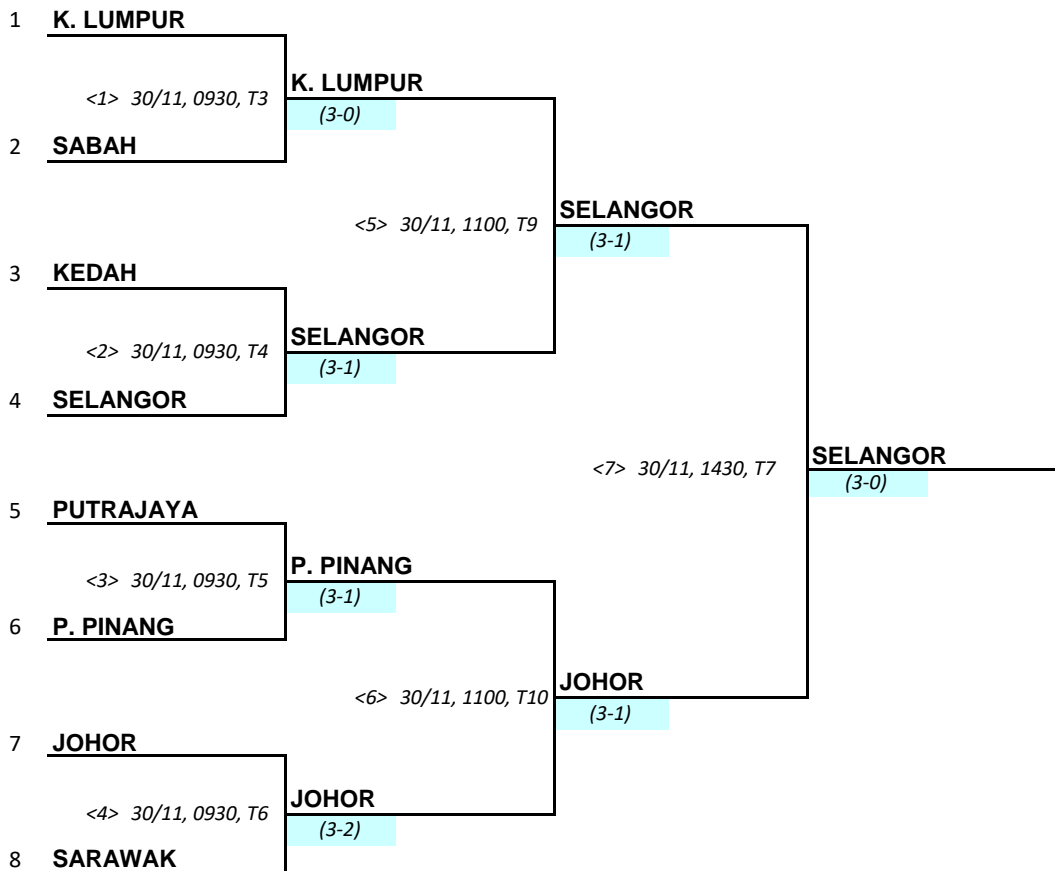 1 K. LUMPUR
K. LUMPUR
<1> 30/11, 0930, T3
(3-0)
2 SABAH
SELANGOR
<5> 30/11, 1100, T9
(3-1)
3 KEDAH
SELANGOR
<2> 30/11, 0930, T4
(3-1)
4 SELANGOR
SELANGOR
<7> 30/11, 1430, T7
(3-0)
5 PUTRAJAYA
P. PINANG
<3> 30/11, 0930, T5
(3-1)
6 P. PINANG
JOHOR
<6> 30/11, 1100, T10
(3-1)
7 JOHOR
JOHOR
<4> 30/11, 0930, T6
(3-2)
8 SARAWAK